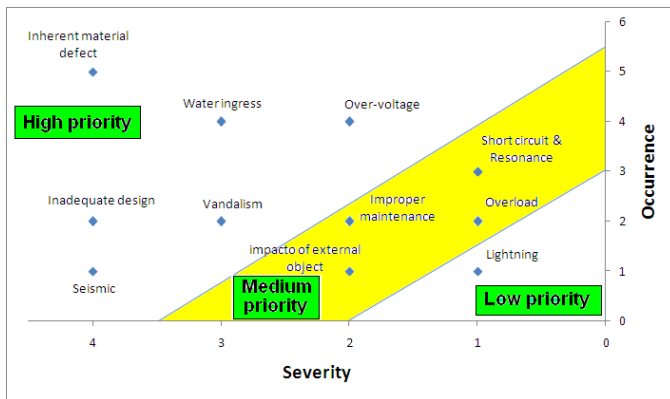 Inherent material
defect
Water ingress
Over-voltage
High priority
Short circuit &
Resonance
Inadequate design
Vandalism
Improper
maintenance
Overload
impacto of external
object
Lightning
Seismic
Medium
priority
Low priority
6
5
4
3
2
1
0
Occurrence
4 3 2 1 0
Severity